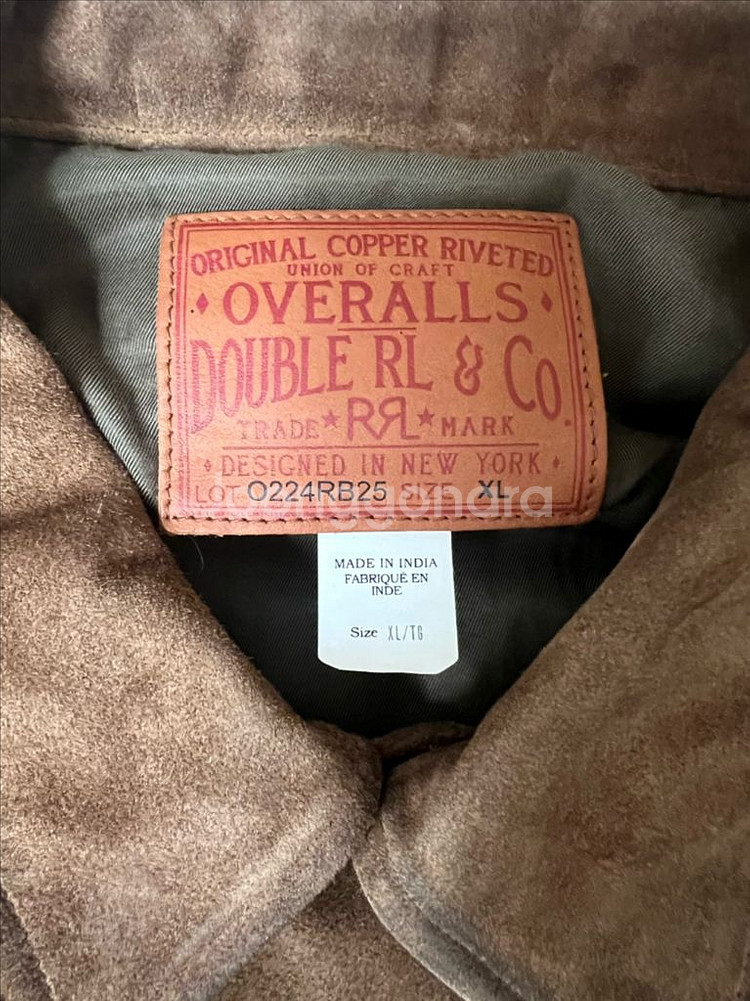 ORIGINAL COPPER RIVETED
UNION OF CRAFT
OVERALLS
DOUBLE RL & CO.
TRADE ★ RRL ★ MARK
DESIGNED IN NEW YORK
LOT O224RB25 SIZE XL
joonggonara
MADE IN INDIA
FABRIQUÉ EN
INDE
Size XL/TG